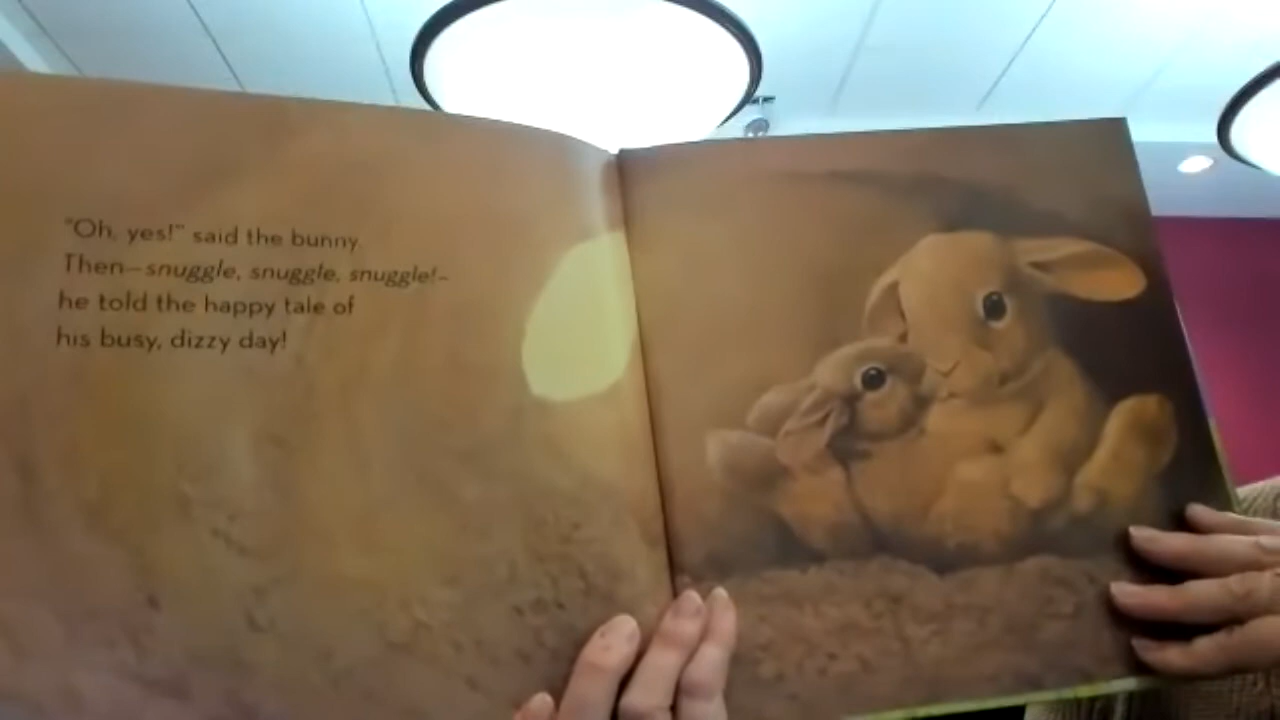 "Oh, yes!" said the bunny.
Then—snuggle, snuggle, snuggle!—
he told the happy tale of
his busy, dizzy day!